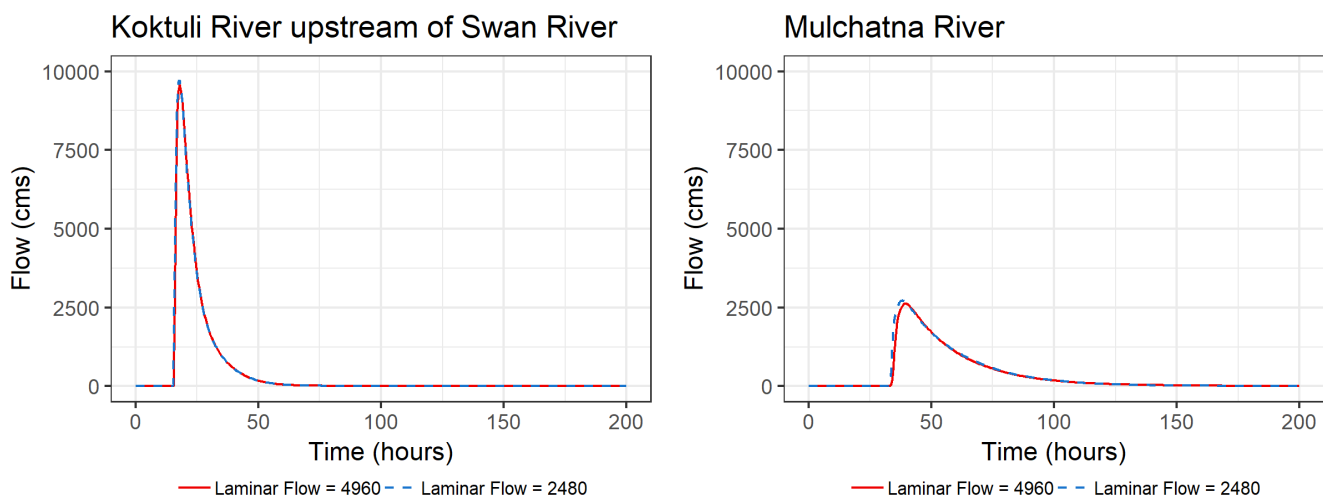 Koktuli River upstream of Swan River
10000
7500
5000
2500
0
Flow (cms)
0 50 100 150 200
Time (hours)
Laminar Flow = 4960 Laminar Flow = 2480
Mulchatna River
10000
7500
5000
2500
0
Flow (cms)
0 50 100 150 200
Time (hours)
Laminar Flow = 4960 Laminar Flow = 2480